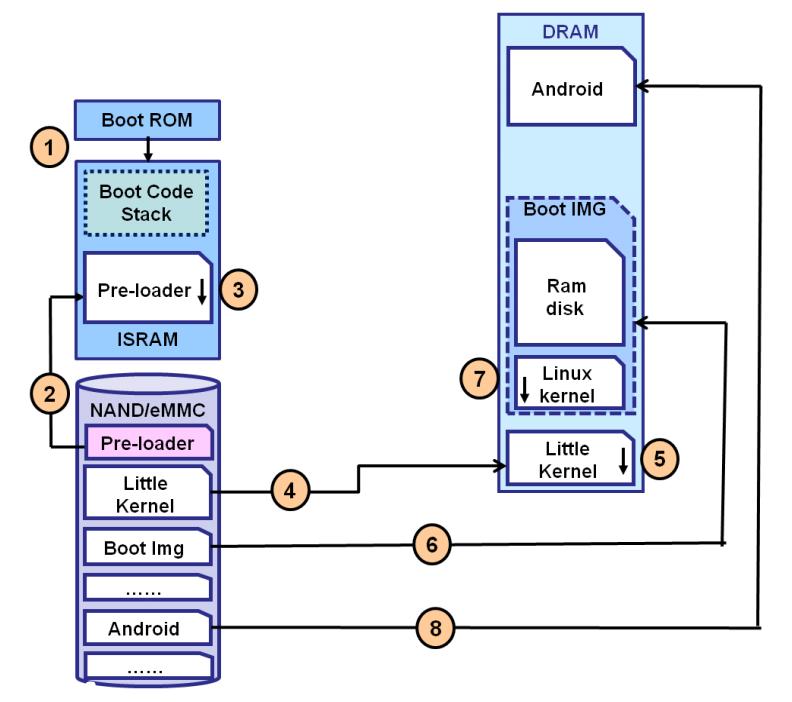 DRAM
Android
Boot ROM
1
Boot Code
Stack
Boot IMG
Pre-loader
3
Ram
disk
ISRAM
7
Linux
kernel
2
NAND/eMMC
Pre-loader
Little
Kernel
5
Little
Kernel
4
Boot Img
6
......
Android
8
......